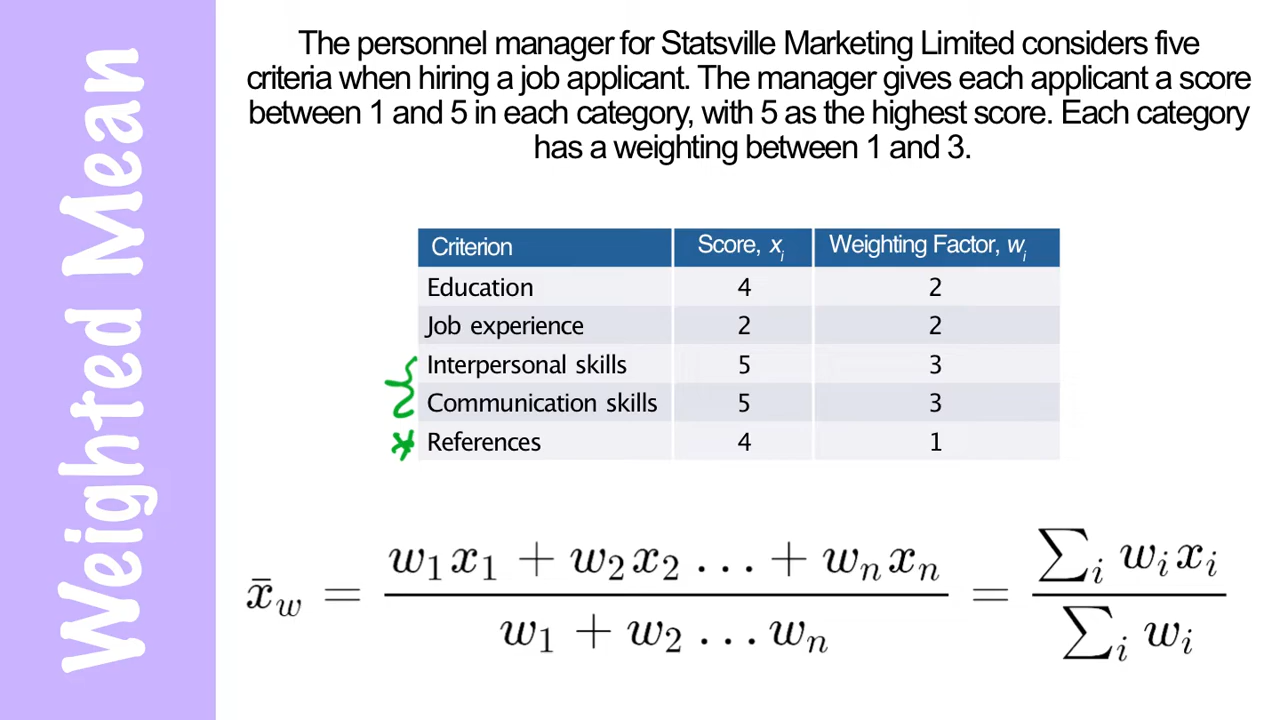 Weighted Mean
The personnel manager for Statsville Marketing Limited considers five
criteria when hiring a job applicant. The manager gives each applicant a score
between 1 and 5 in each category, with 5 as the highest score. Each category
has a weighting between 1 and 3.
Criterion Score, xᵢ Weighting Factor, wᵢ
Education 4 2
Job experience 2 2
Interpersonal skills 5 3
Communication skills 5 3
* References 4 1
x̄_w = (w₁x₁ + w₂x₂ … + wₙxₙ) / (w₁ + w₂ … wₙ) = ∑ᵢ wᵢxᵢ / ∑ᵢ wᵢ